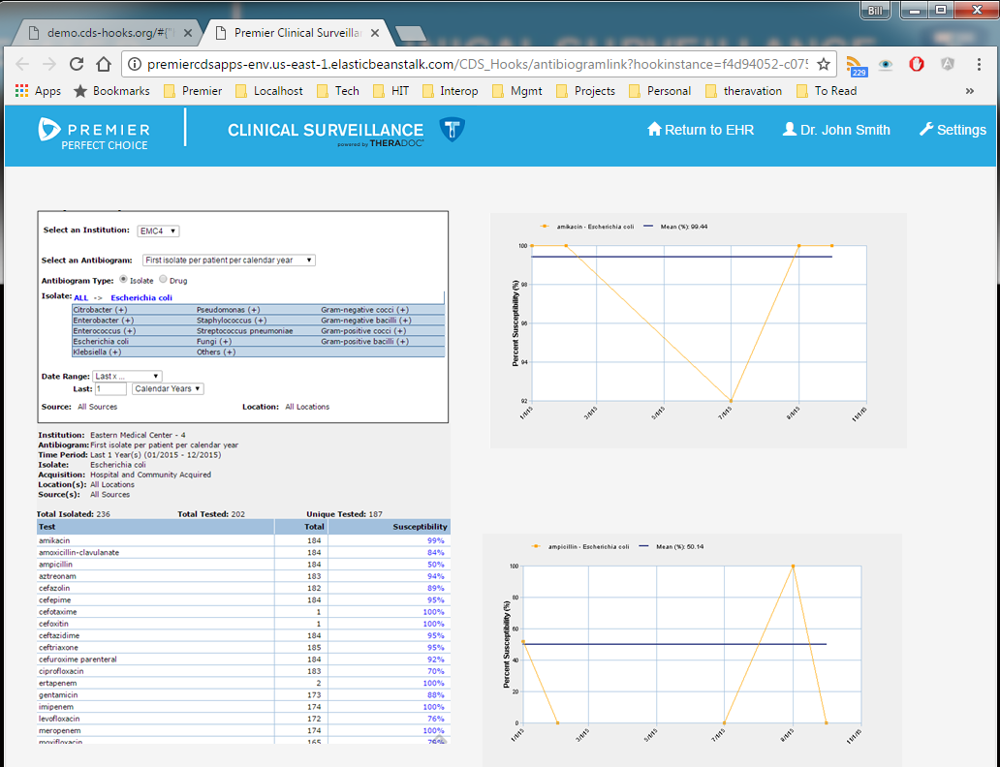 Bill
demo.cds-hooks.org/#{"
Premier Clinical Surveilla
premiercdsapps-env.us-east-1.elasticbeanstalk.com/CDS_Hooks/antibiogramlink?hookinstance=f4d94052-c075
229
Apps Bookmarks Premier Localhost Tech HIT Interop Mgmt Projects Personal theravation To Read »
PREMIER
PERFECT CHOICE
CLINICAL SURVEILLANCE
powered by THERADOC
Return to EHR Dr. John Smith Settings
Select an Institution: EMC4
Select an Antibiogram: First isolate per patient per calendar year
Antibiogram Type: Isolate Drug
Isolate: ALL -> Escherichia coli
Citrobacter (+) Pseudomonas (+) Gram-negative cocci (+)
Enterobacter (+) Staphylococcus (+) Gram-negative bacilli (+)
Enterococcus (+) Streptococcus pneumoniae Gram-positive cocci (+)
Escherichia coli Fungi (+) Gram-positive bacilli (+)
Klebsiella (+) Others (+)
Date Range: Last x ...
Last: 1 Calendar Years
Source: All Sources Location: All Locations
Institution: Eastern Medical Center - 4
Antibiogram: First isolate per patient per calendar year
Time Period: Last 1 Year(s) (01/2015 - 12/2015)
Isolate: Escherichia coli
Acquisition: Hospital and Community Acquired
Location(s): All Locations
Source(s): All Sources
Total Isolated: 236 Total Tested: 202 Unique Tested: 187
Test Total Susceptibility
amikacin 184 99%
amoxicillin-clavulanate 184 84%
ampicillin 184 50%
aztreonam 183 94%
cefazolin 182 89%
cefepime 184 95%
cefotaxime 1 100%
cefoxitin 1 100%
ceftazidime 184 95%
ceftriaxone 185 95%
cefuroxime parenteral 184 92%
ciprofloxacin 183 70%
ertapenem 2 100%
gentamicin 173 88%
imipenem 174 100%
levofloxacin 172 76%
meropenem 174 100%
moxifloxacin 165
amikacin - Escherichia coli Mean (%): 99.44
Percent Susceptibility (%)
100
98
96
94
92
1/1/15 3/1/15 5/1/15 7/1/15 9/1/15 11/1/15
ampicillin - Escherichia coli Mean (%): 50.14
Percent Susceptibility (%)
100
80
60
40
20
0
1/1/15 3/1/15 5/1/15 7/1/15 9/1/15 11/1/15